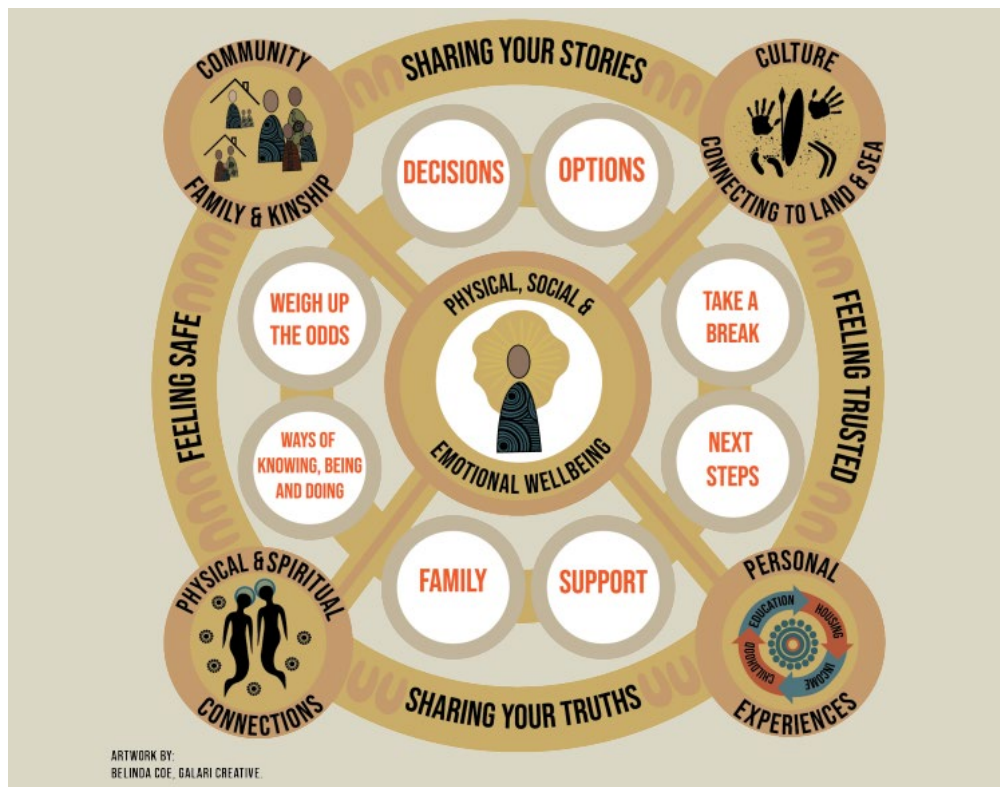 SHARING YOUR STORIES
COMMUNITY
FAMILY & KINSHIP
CULTURE
CONNECTING TO LAND & SEA
DECISIONS
OPTIONS
WEIGH UP
THE ODDS
TAKE A
BREAK
PHYSICAL, SOCIAL &
EMOTIONAL WELLBEING
FEELING SAFE
FEELING TRUSTED
WAYS OF
KNOWING, BEING
AND DOING
NEXT
STEPS
FAMILY
SUPPORT
PHYSICAL & SPIRITUAL
CONNECTIONS
PERSONAL
EXPERIENCES
EDUCATION
HOUSING
INCOME
CHILDHOOD
SHARING YOUR TRUTHS
ARTWORK BY:
BELINDA COE, GALARI CREATIVE.